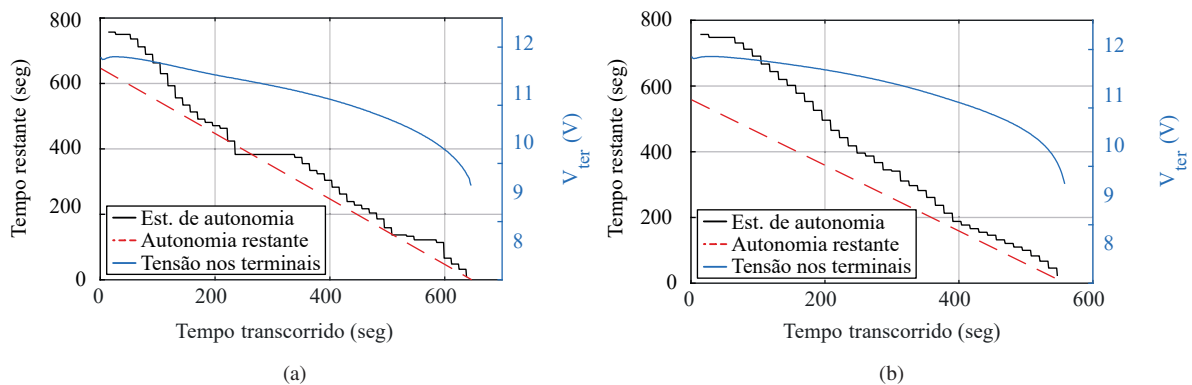 800
600
400
200
0
Tempo restante (seg)
12
11
10
9
8
V_ter (V)
Est. de autonomia
Autonomia restante
Tensão nos terminais
0
200
400
600
Tempo transcorrido (seg)
(a)
800
600
400
200
0
Tempo restante (seg)
12
11
10
9
8
V_ter (V)
Est. de autonomia
Autonomia restante
Tensão nos terminais
0
200
400
600
Tempo transcorrido (seg)
(b)